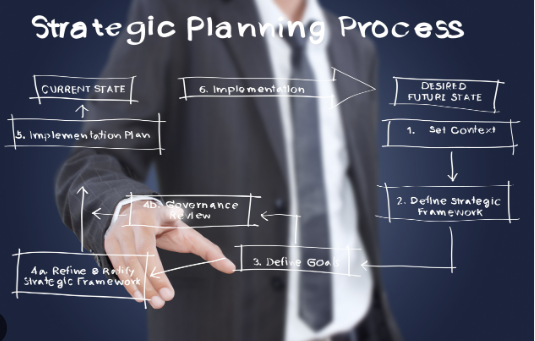 Strategic Planning Process
CURRENT STATE
6. Implementation
DESIRED
FUTURE STATE
5. Implementation Plan
1. Set Context
2. Define Strategic
Framework
4b. Governance
Review
3. Define Goal
4a. Refine & Ratify
Strategic Framework